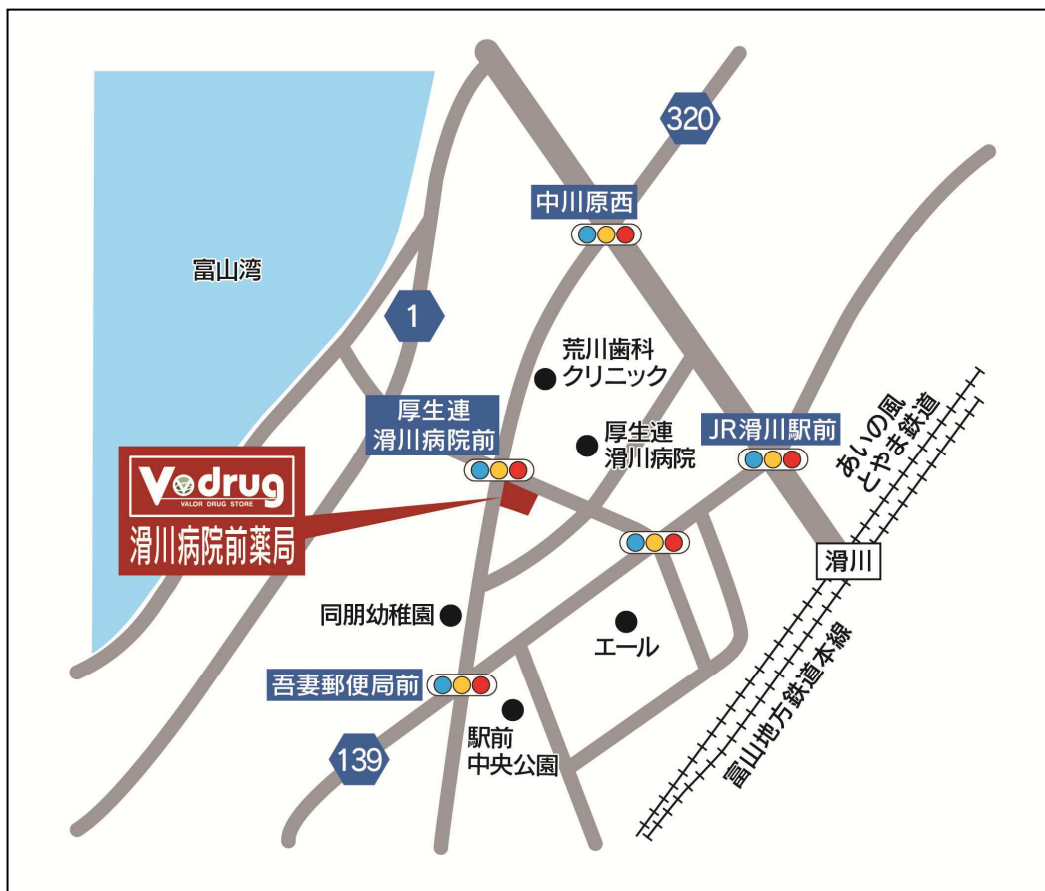 320
中川原西
富山湾
1
荒川歯科
クリニック
厚生連
滑川病院前
JR滑川駅前
厚生連
滑川病院
あいの風
とやま鉄道
V drug
VALOR DRUG STORE
滑川病院前薬局
滑川
同朋幼稚園
エール
吾妻郵便局前
富山地方鉄道本線
駅前
中央公園
139